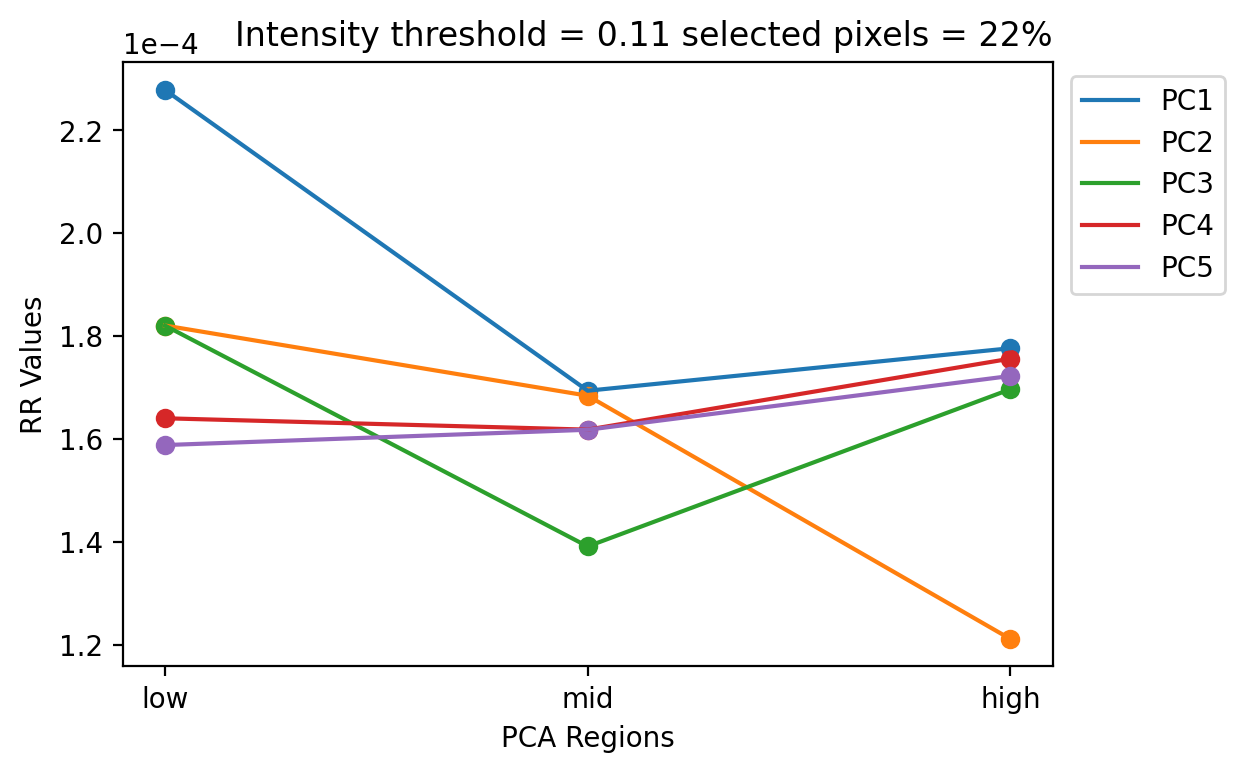 Intensity threshold = 0.11 selected pixels = 22%
1e−4
2.2
2.0
1.8
1.6
1.4
1.2
RR Values
low mid high
PCA Regions
PC1
PC2
PC3
PC4
PC5